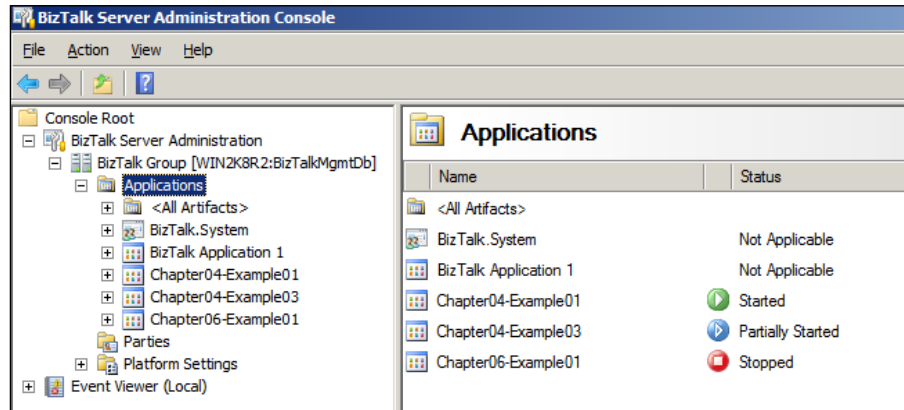 BizTalk Server Administration Console
File Action View Help
Console Root
BizTalk Server Administration
BizTalk Group [WIN2K8R2:BizTalkMgmtDb]
Applications
<All Artifacts>
BizTalk.System
BizTalk Application 1
Chapter04-Example01
Chapter04-Example03
Chapter06-Example01
Parties
Platform Settings
Event Viewer (Local)
Applications
Name Status
<All Artifacts>
BizTalk.System Not Applicable
BizTalk Application 1 Not Applicable
Chapter04-Example01 Started
Chapter04-Example03 Partially Started
Chapter06-Example01 Stopped